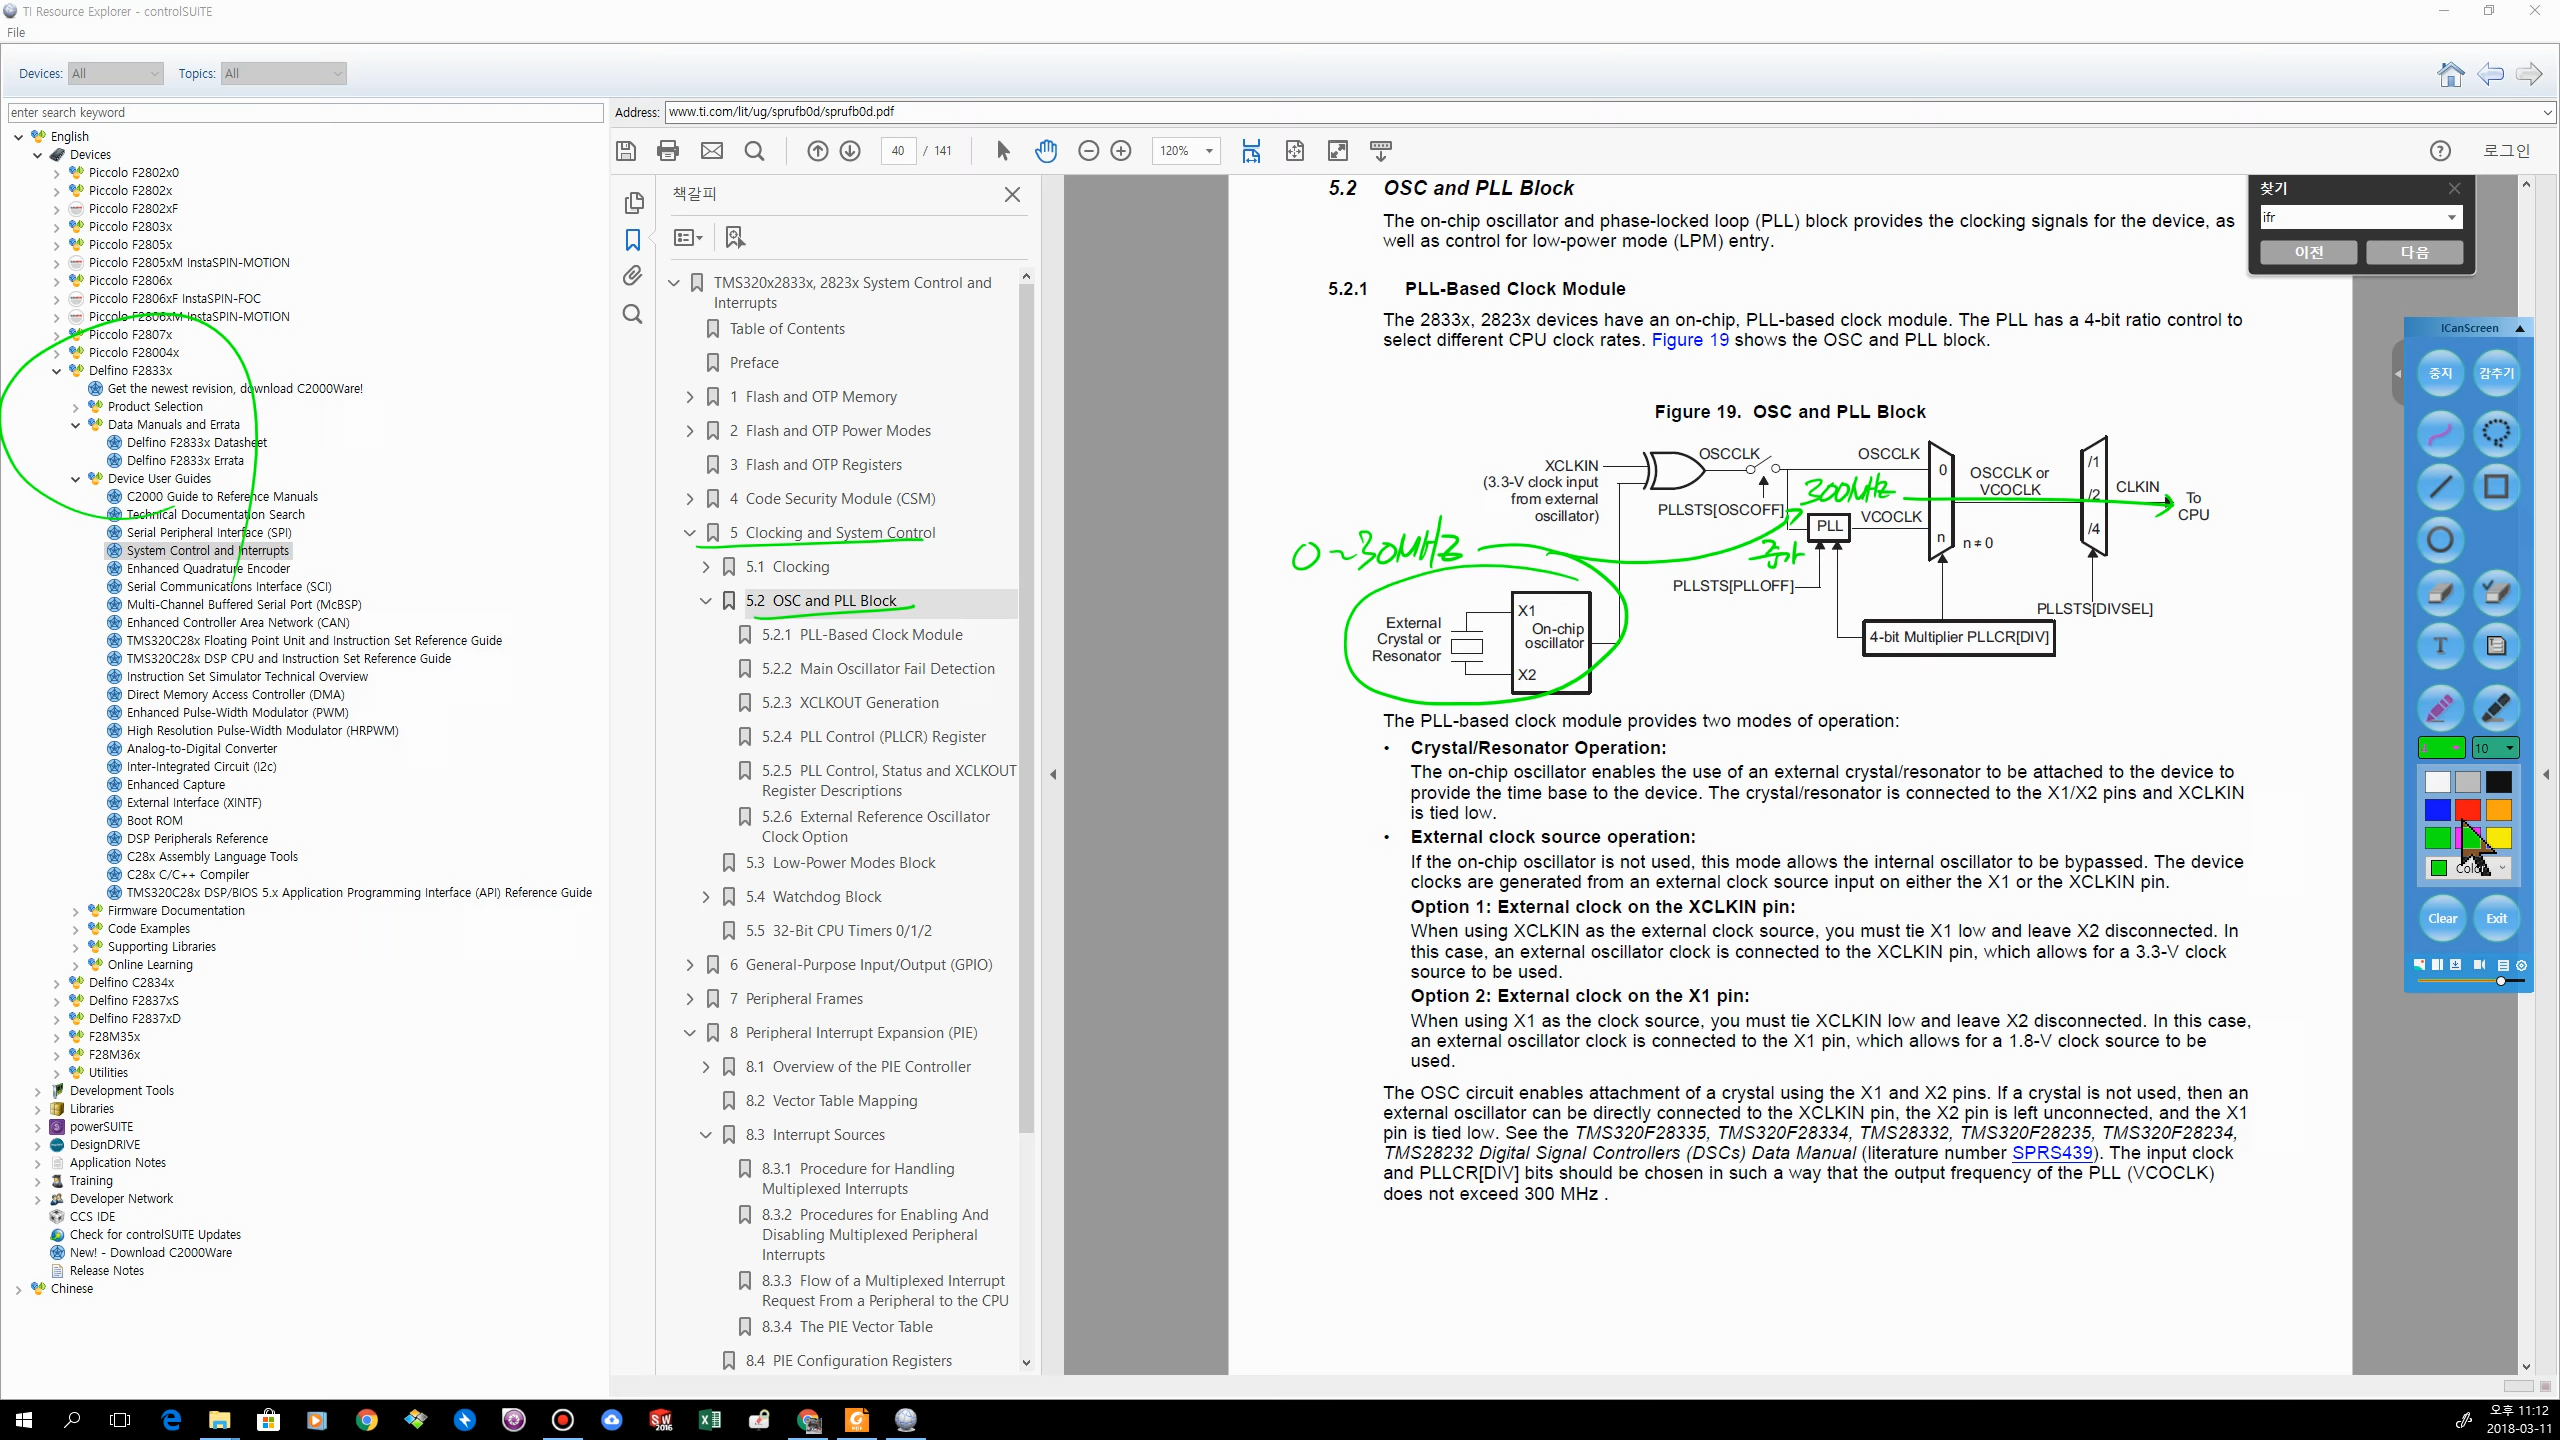 TI Resource Explorer - controlSUITE
File
Devices: All Topics: All
enter search keyword
Address: www.ti.com/lit/ug/sprufb0d/sprufb0d.pdf
40 / 141
120%
로그인
English
Devices
Piccolo F2802x0
Piccolo F2802x
Piccolo F2802xF
Piccolo F2803x
Piccolo F2805x
Piccolo F2805xM InstaSPIN-MOTION
Piccolo F2806x
Piccolo F2806xF InstaSPIN-FOC
Piccolo F2806xM InstaSPIN-MOTION
Piccolo F2807x
Piccolo F28004x
Delfino F2833x
Get the newest revision, download C2000Ware!
Product Selection
Data Manuals and Errata
Delfino F2833x Datasheet
Delfino F2833x Errata
Device User Guides
C2000 Guide to Reference Manuals
Technical Documentation Search
Serial Peripheral Interface (SPI)
System Control and Interrupts
Enhanced Quadrature Encoder
Serial Communications Interface (SCI)
Multi-Channel Buffered Serial Port (McBSP)
Enhanced Controller Area Network (CAN)
TMS320C28x Floating Point Unit and Instruction Set Reference Guide
TMS320C28x DSP CPU and Instruction Set Reference Guide
Instruction Set Simulator Technical Overview
Direct Memory Access Controller (DMA)
Enhanced Pulse-Width Modulator (PWM)
High Resolution Pulse-Width Modulator (HRPWM)
Analog-to-Digital Converter
Inter-Integrated Circuit (I2c)
Enhanced Capture
External Interface (XINTF)
Boot ROM
DSP Peripherals Reference
C28x Assembly Language Tools
C28x C/C++ Compiler
TMS320C28x DSP/BIOS 5.x Application Programming Interface (API) Reference Guide
Firmware Documentation
Code Examples
Supporting Libraries
Online Learning
Delfino C2834x
Delfino F2837xS
Delfino F2837xD
F28M35x
F28M36x
Utilities
Development Tools
Libraries
powerSUITE
DesignDRIVE
Application Notes
Training
Developer Network
CCS IDE
Check for controlSUITE Updates
New! - Download C2000Ware
Release Notes
Chinese
책갈피
TMS320x2833x, 2823x System Control and
Interrupts
Table of Contents
Preface
1 Flash and OTP Memory
2 Flash and OTP Power Modes
3 Flash and OTP Registers
4 Code Security Module (CSM)
5 Clocking and System Control
5.1 Clocking
5.2 OSC and PLL Block
5.2.1 PLL-Based Clock Module
5.2.2 Main Oscillator Fail Detection
5.2.3 XCLKOUT Generation
5.2.4 PLL Control (PLLCR) Register
5.2.5 PLL Control, Status and XCLKOUT
Register Descriptions
5.2.6 External Reference Oscillator
Clock Option
5.3 Low-Power Modes Block
5.4 Watchdog Block
5.5 32-Bit CPU Timers 0/1/2
6 General-Purpose Input/Output (GPIO)
7 Peripheral Frames
8 Peripheral Interrupt Expansion (PIE)
8.1 Overview of the PIE Controller
8.2 Vector Table Mapping
8.3 Interrupt Sources
8.3.1 Procedure for Handling
Multiplexed Interrupts
8.3.2 Procedures for Enabling And
Disabling Multiplexed Peripheral
Interrupts
8.3.3 Flow of a Multiplexed Interrupt
Request From a Peripheral to the CPU
8.3.4 The PIE Vector Table
8.4 PIE Configuration Registers
5.2 OSC and PLL Block
The on-chip oscillator and phase-locked loop (PLL) block provides the clocking signals for the device, as
well as control for low-power mode (LPM) entry.
5.2.1 PLL-Based Clock Module
The 2833x, 2823x devices have an on-chip, PLL-based clock module. The PLL has a 4-bit ratio control to
select different CPU clock rates. Figure 19 shows the OSC and PLL block.
Figure 19. OSC and PLL Block
XCLKIN
(3.3-V clock input
from external
oscillator)
OSCCLK
PLLSTS[OSCOFF]
OSCCLK
0
300MHz
PLL
VCOCLK
n
n≠0
OSCCLK or
VCOCLK
/1
/2
/4
CLKIN
To
CPU
0~30MHz
PLLSTS[PLLOFF]
PLLSTS[DIVSEL]
4-bit Multiplier PLLCR[DIV]
External
Crystal or
Resonator
X1
On-chip
oscillator
X2
The PLL-based clock module provides two modes of operation:
• Crystal/Resonator Operation:
The on-chip oscillator enables the use of an external crystal/resonator to be attached to the device to
provide the time base to the device. The crystal/resonator is connected to the X1/X2 pins and XCLKIN
is tied low.
• External clock source operation:
If the on-chip oscillator is not used, this mode allows the internal oscillator to be bypassed. The device
clocks are generated from an external clock source input on either the X1 or the XCLKIN pin.
Option 1: External clock on the XCLKIN pin:
When using XCLKIN as the external clock source, you must tie X1 low and leave X2 disconnected. In
this case, an external oscillator clock is connected to the XCLKIN pin, which allows for a 3.3-V clock
source to be used.
Option 2: External clock on the X1 pin:
When using X1 as the clock source, you must tie XCLKIN low and leave X2 disconnected. In this case,
an external oscillator clock is connected to the X1 pin, which allows for a 1.8-V clock source to be
used.
The OSC circuit enables attachment of a crystal using the X1 and X2 pins. If a crystal is not used, then an
external oscillator can be directly connected to the XCLKIN pin, the X2 pin is left unconnected, and the X1
pin is tied low. See the TMS320F28335, TMS320F28334, TMS28332, TMS320F28235, TMS320F28234,
TMS28232 Digital Signal Controllers (DSCs) Data Manual (literature number SPRS439). The input clock
and PLLCR[DIV] bits should be chosen in such a way that the output frequency of the PLL (VCOCLK)
does not exceed 300 MHz .
찾기
ifr
이전 다음
ICanScreen
중지 감추기
T
10
Clear Exit
SW 2016
오후 11:12
2018-03-11